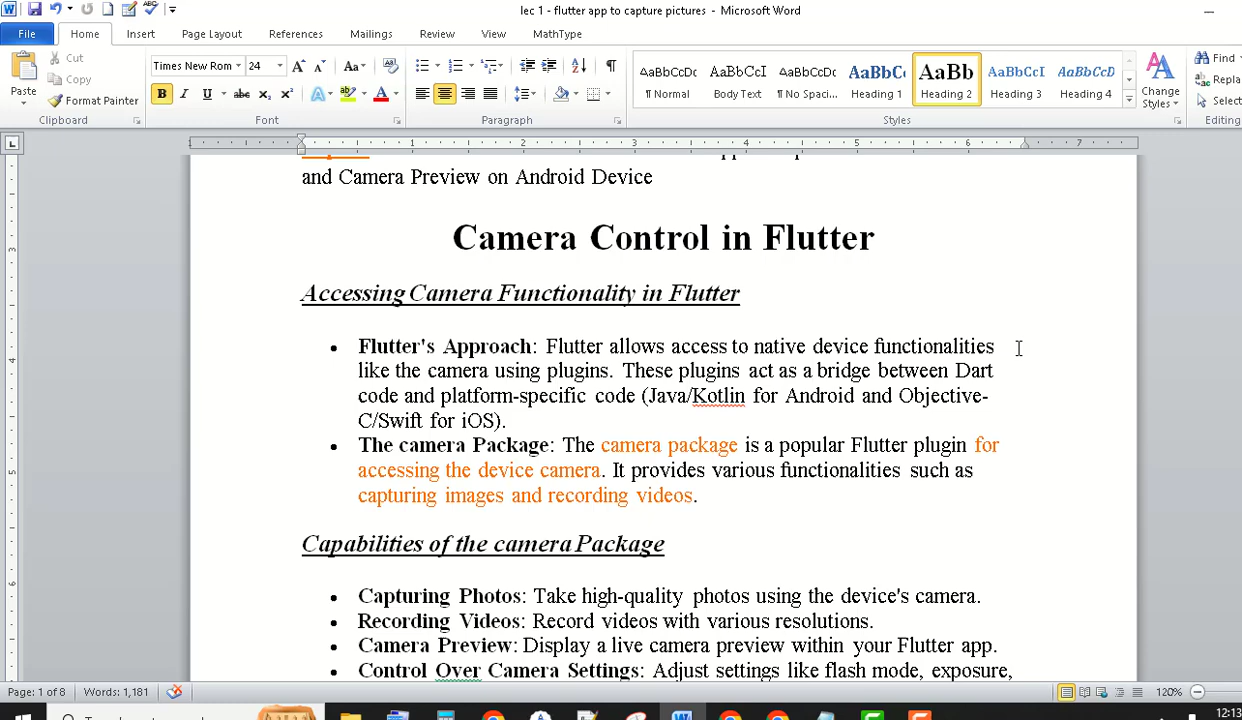 lec 1 - flutter app to capture pictures - Microsoft Word
File Home Insert Page Layout References Mailings Review View MathType
Cut
Copy
Paste
Format Painter
Clipboard
Times New Rom 24
Font
Paragraph
AaBbCcDc AaBbCcI AaBbCcDc AaBbC AaBb AaBbCcI AaBbCcD
¶ Normal Body Text ¶ No Spaci... Heading 1 Heading 2 Heading 3 Heading 4
Change
Styles
Styles
Find
Repla
Select
Editing
and Camera Preview on Android Device
Camera Control in Flutter
Accessing Camera Functionality in Flutter
• Flutter's Approach: Flutter allows access to native device functionalities
like the camera using plugins. These plugins act as a bridge between Dart
code and platform-specific code (Java/Kotlin for Android and Objective-
C/Swift for iOS).
• The camera Package: The camera package is a popular Flutter plugin for
accessing the device camera. It provides various functionalities such as
capturing images and recording videos.
Capabilities of the camera Package
• Capturing Photos: Take high-quality photos using the device's camera.
• Recording Videos: Record videos with various resolutions.
• Camera Preview: Display a live camera preview within your Flutter app.
• Control Over Camera Settings: Adjust settings like flash mode, exposure,
Page: 1 of 8 Words: 1,181 120%
12:13